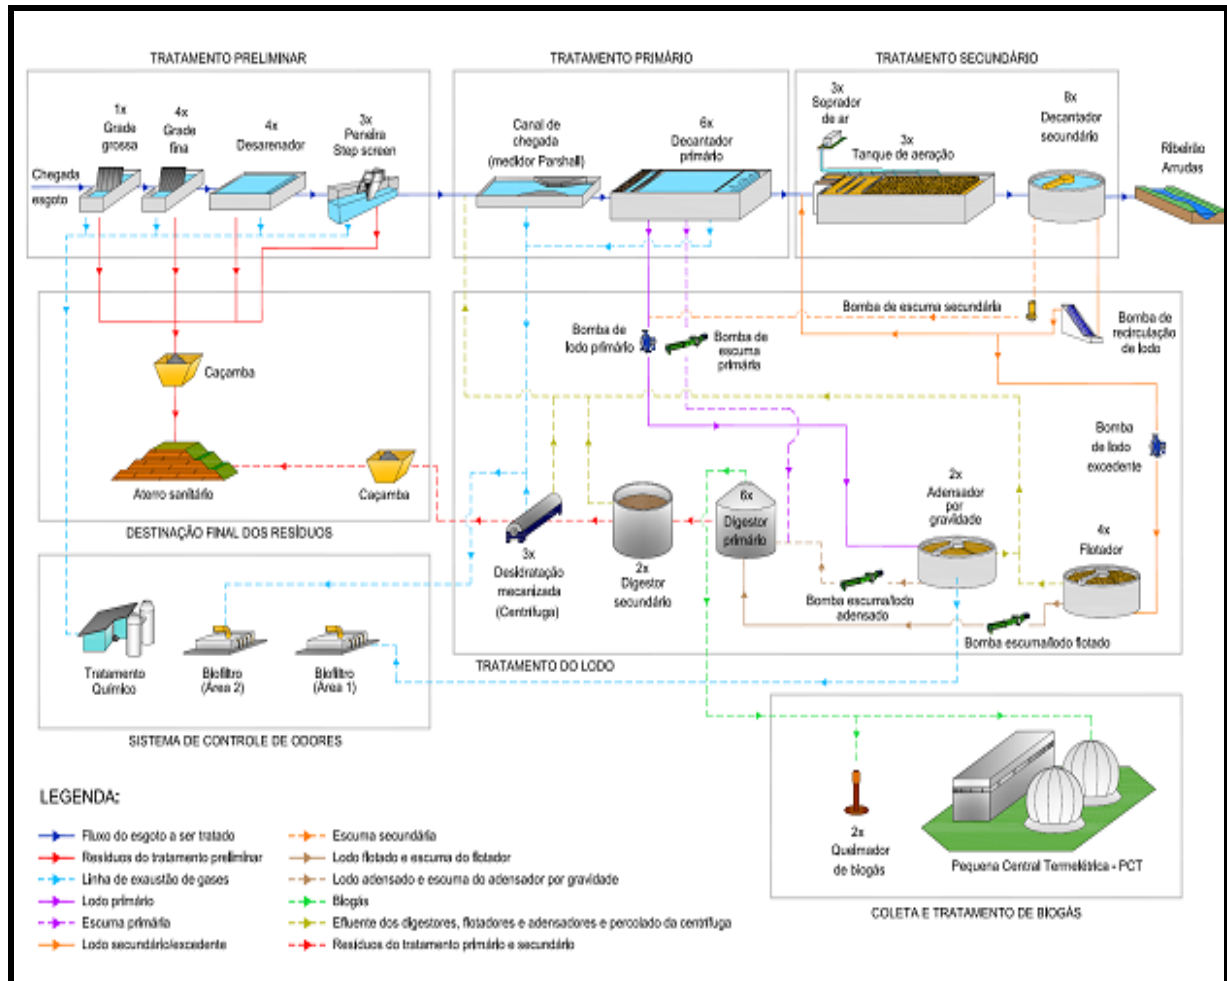 TRATAMENTO PRELIMINAR
TRATAMENTO PRIMÁRIO
TRATAMENTO SECUNDÁRIO
1x
Grade
grossa
4x
Grade
fina
4x
Desarenador
3x
Peneira
Step screen
Chegada
esgoto
Canal de
chegada
(medidor Parshall)
6x
Decantador
primário
3x
Soprador
de ar
3x
Tanque de aeração
8x
Decantador
secundário
Ribeirão
Arrudas
Caçamba
Aterro sanitário
Caçamba
DESTINAÇÃO FINAL DOS RESÍDUOS
Bomba de escuma secundária
Bomba de
recirculação
de lodo
Bomba de
lodo primário
Bomba de
escuma
primária
Bomba
de lodo
excedente
2x
Adensador
por
gravidade
4x
Flotador
6x
Digestor
primário
2x
Digestor
secundário
3x
Desidratação
mecanizada
(Centrífuga)
Bomba escuma/lodo
adensado
Bomba escuma/lodo flotado
TRATAMENTO DO LODO
Tratamento
Químico
Biofiltro
(Área 2)
Biofiltro
(Área 1)
SISTEMA DE CONTROLE DE ODORES
2x
Queimador
de biogás
Pequena Central Termelétrica - PCT
COLETA E TRATAMENTO DE BIOGÁS
LEGENDA:
Fluxo do esgoto a ser tratado
Resíduos do tratamento preliminar
Linha de exaustão de gases
Lodo primário
Escuma primária
Lodo secundário/excedente
Escuma secundária
Lodo flotado e escuma do flotador
Lodo adensado e escuma do adensador por gravidade
Biogás
Efluente dos digestores, flotadores e adensadores e percolado da centrífuga
Resíduos do tratamento primário e secundário